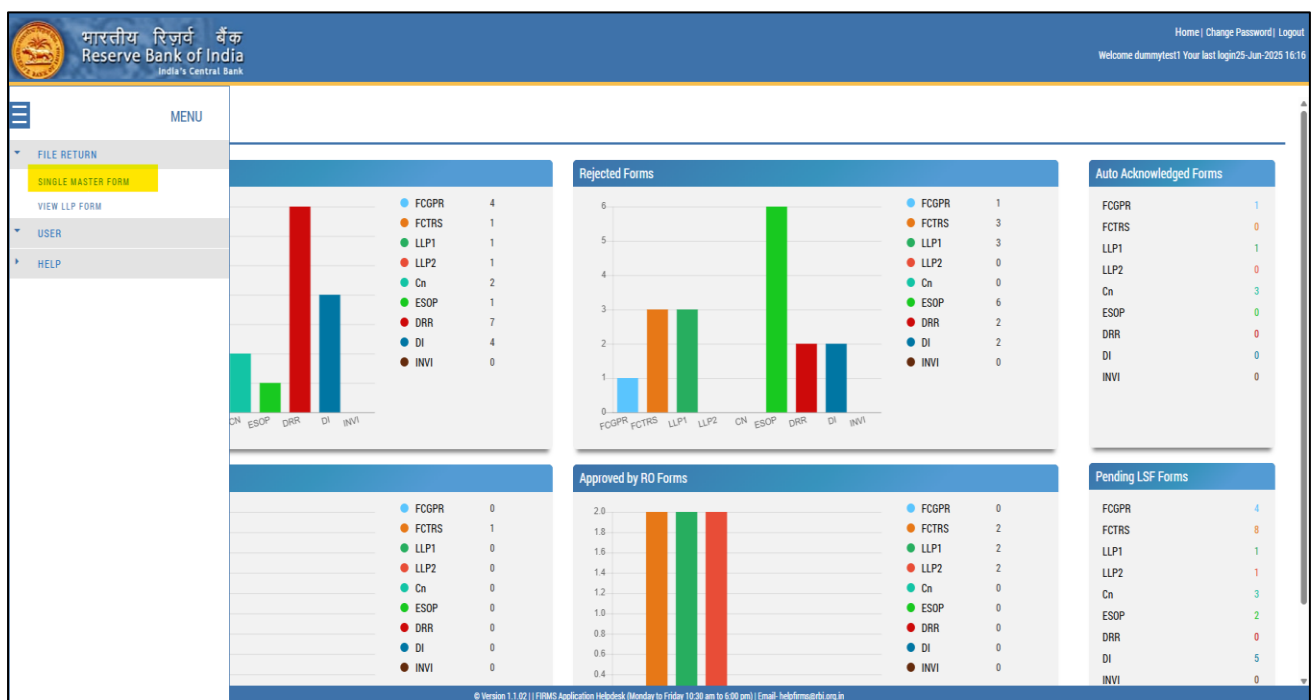 भारतीय रिज़र्व बैंक
Reserve Bank of India
India's Central Bank
Home| Change Password| Logout
Welcome dummytest1 Your last login25-Jun-2025 16:16
MENU
FILE RETURN
SINGLE MASTER FORM
VIEW LLP FORM
USER
HELP
FCGPR 4
FCTRS 1
LLP1 1
LLP2 1
Cn 2
ESOP 1
DRR 7
DI 4
INVI 0
CN ESOP DRR DI INVI
Rejected Forms
6
5
4
3
2
1
0
FCGPR FCTRS LLP1 LLP2 CN ESOP DRR DI INVI
FCGPR 1
FCTRS 3
LLP1 3
LLP2 0
Cn 0
ESOP 6
DRR 2
DI 2
INVI 0
Auto Acknowledged Forms
FCGPR 1
FCTRS 0
LLP1 1
LLP2 0
Cn 3
ESOP 0
DRR 0
DI 0
INVI 0
FCGPR 0
FCTRS 1
LLP1 0
LLP2 0
Cn 0
ESOP 0
DRR 0
DI 0
INVI 0
Approved by RO Forms
2.0
1.8
1.6
1.4
1.2
1.0
0.8
0.6
0.4
FCGPR 0
FCTRS 2
LLP1 2
LLP2 2
Cn 0
ESOP 0
DRR 0
DI 0
INVI 0
Pending LSF Forms
FCGPR 4
FCTRS 8
LLP1 1
LLP2 1
Cn 3
ESOP 2
DRR 0
DI 5
INVI 0
© Version 1.1.02 | | FIRMS Application Helpdesk (Monday to Friday 10:30 am to 6:00 pm) | Email- helpfirms@rbi.org.in